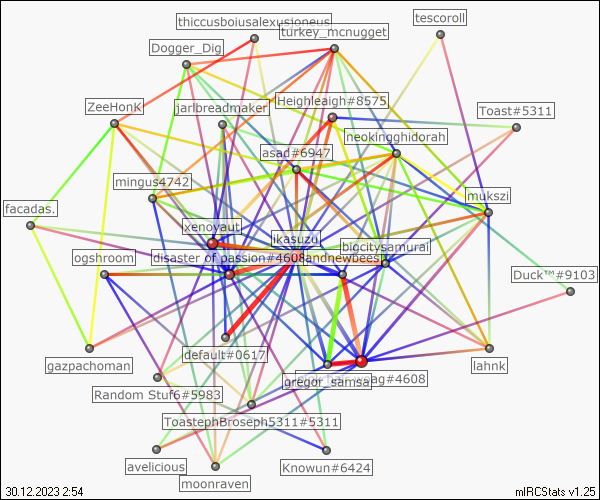 thiccusboiusalexusjoneus
tescoroll
turkey_mcnugget
Dogger_Dig
ZeeHonK
jarlbreadmaker
Heighleaigh#8575
Toast#5311
neokingghidorah
asad#6947
mingus4742
mukszi
facadas.
xenoyaut
ikasuzu
bigcitysamurai
ogshroom
disaster of passion#4608
andnewbees
Duck™#9103
default#0617
gazpachoman
lahnk
Random Stuf6#5983
gregor_samsa
ag#4608
ToastephBroseph5311#5311
avelicious
moonraven
Knowun#6424
30.12.2023 2:54
mIRCStats v1.25